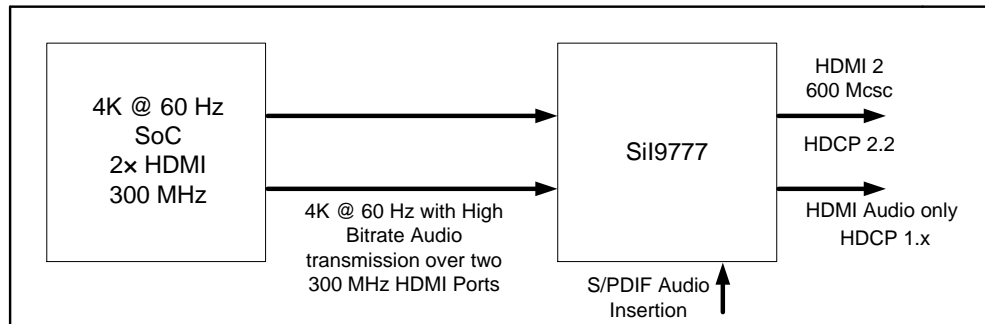 4K @ 60 Hz
SoC
2× HDMI
300 MHz
4K @ 60 Hz with High
Bitrate Audio
transmission over two
300 MHz HDMI Ports
SiI9777
S/PDIF Audio
Insertion
HDMI 2
600 Mcsc
HDCP 2.2
HDMI Audio only
HDCP 1.x